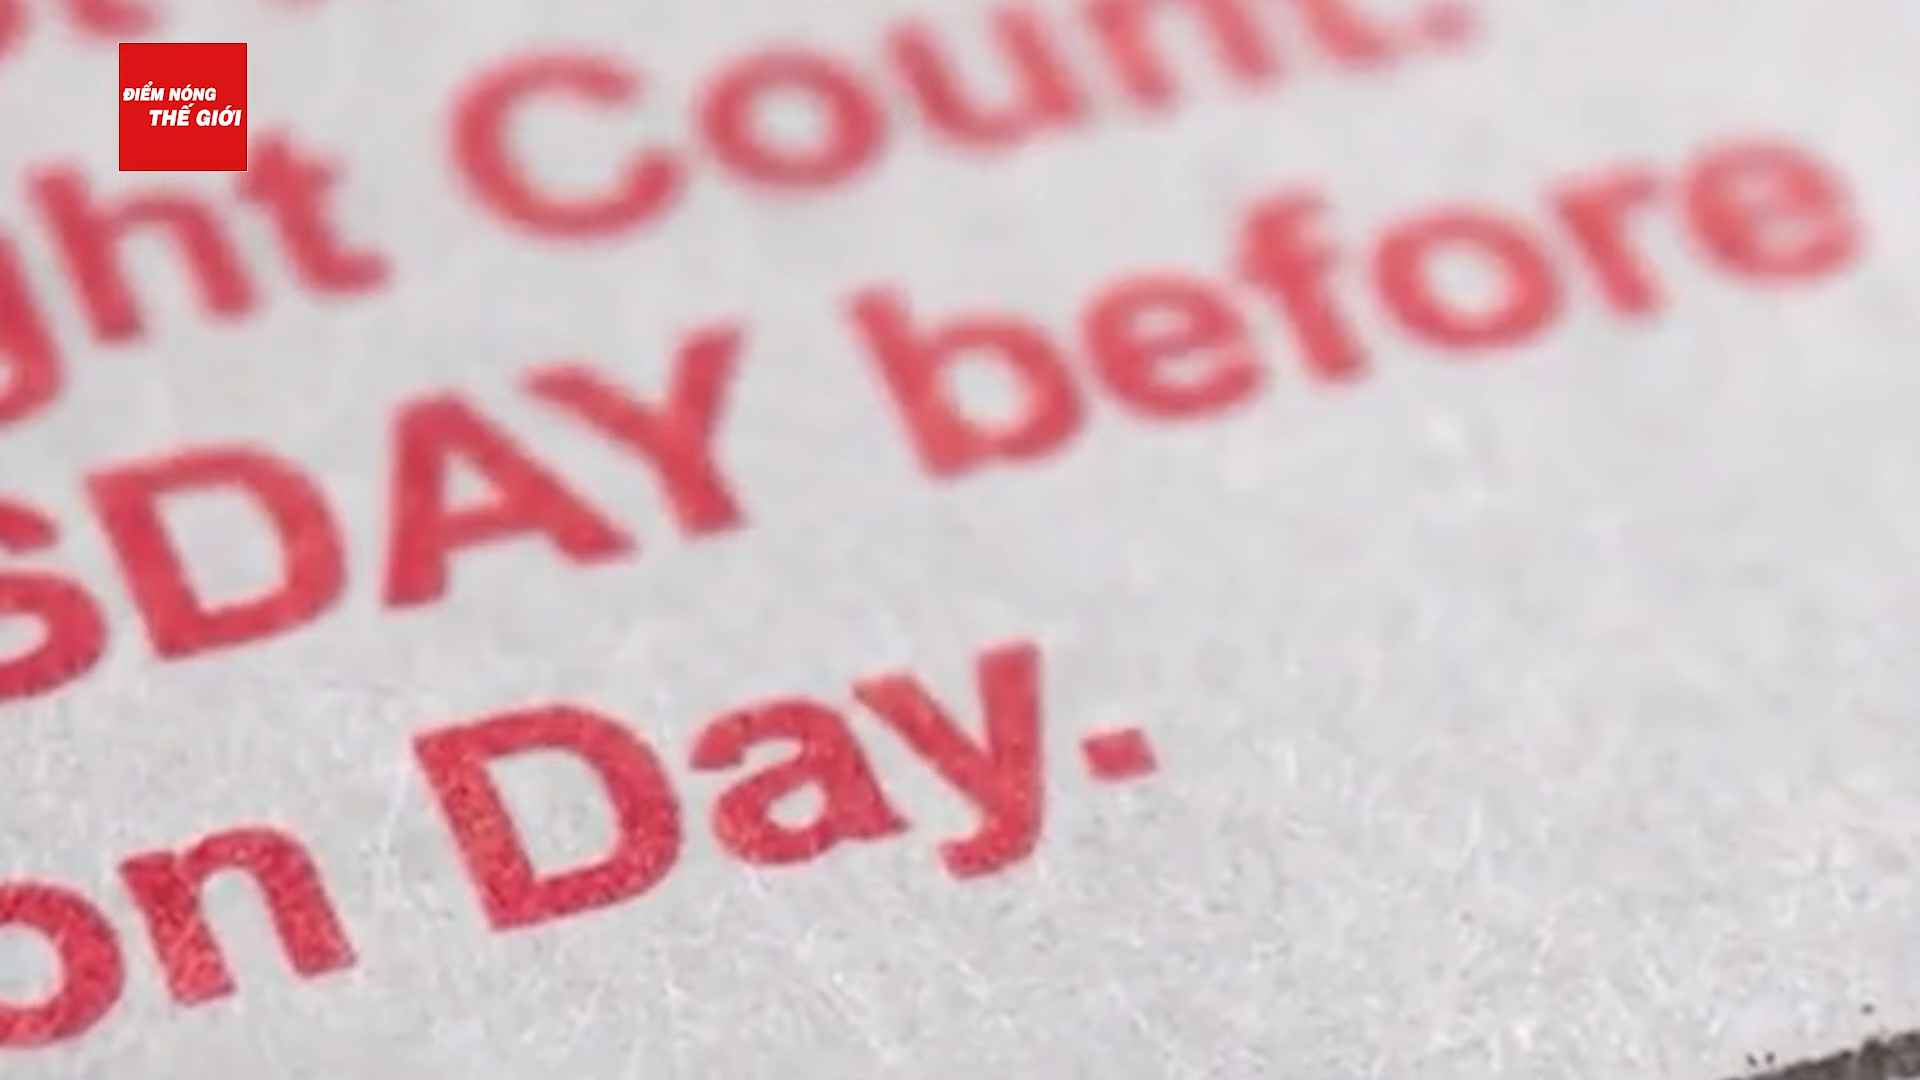 ĐIỂM NÓNG
THẾ GIỚI
ght Count.
SDAY before
on Day.